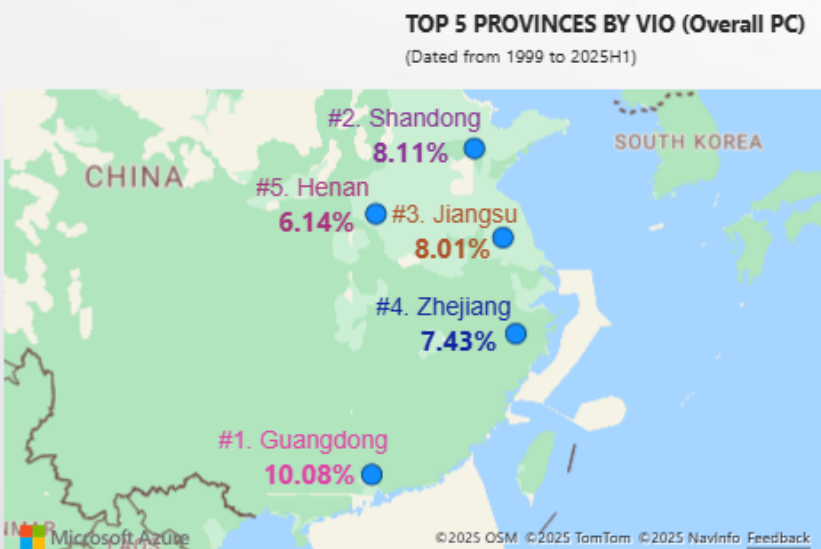 TOP 5 PROVINCES BY VIO (Overall PC)
(Dated from 1999 to 2025H1)
#2. Shandong
8.11%
SOUTH KOREA
CHINA
#5. Henan
6.14%
#3. Jiangsu
8.01%
#4. Zhejiang
7.43%
#1. Guangdong
10.08%
Microsoft Azure
©2025 OSM ©2025 TomTom ©2025 NavInfo Feedback